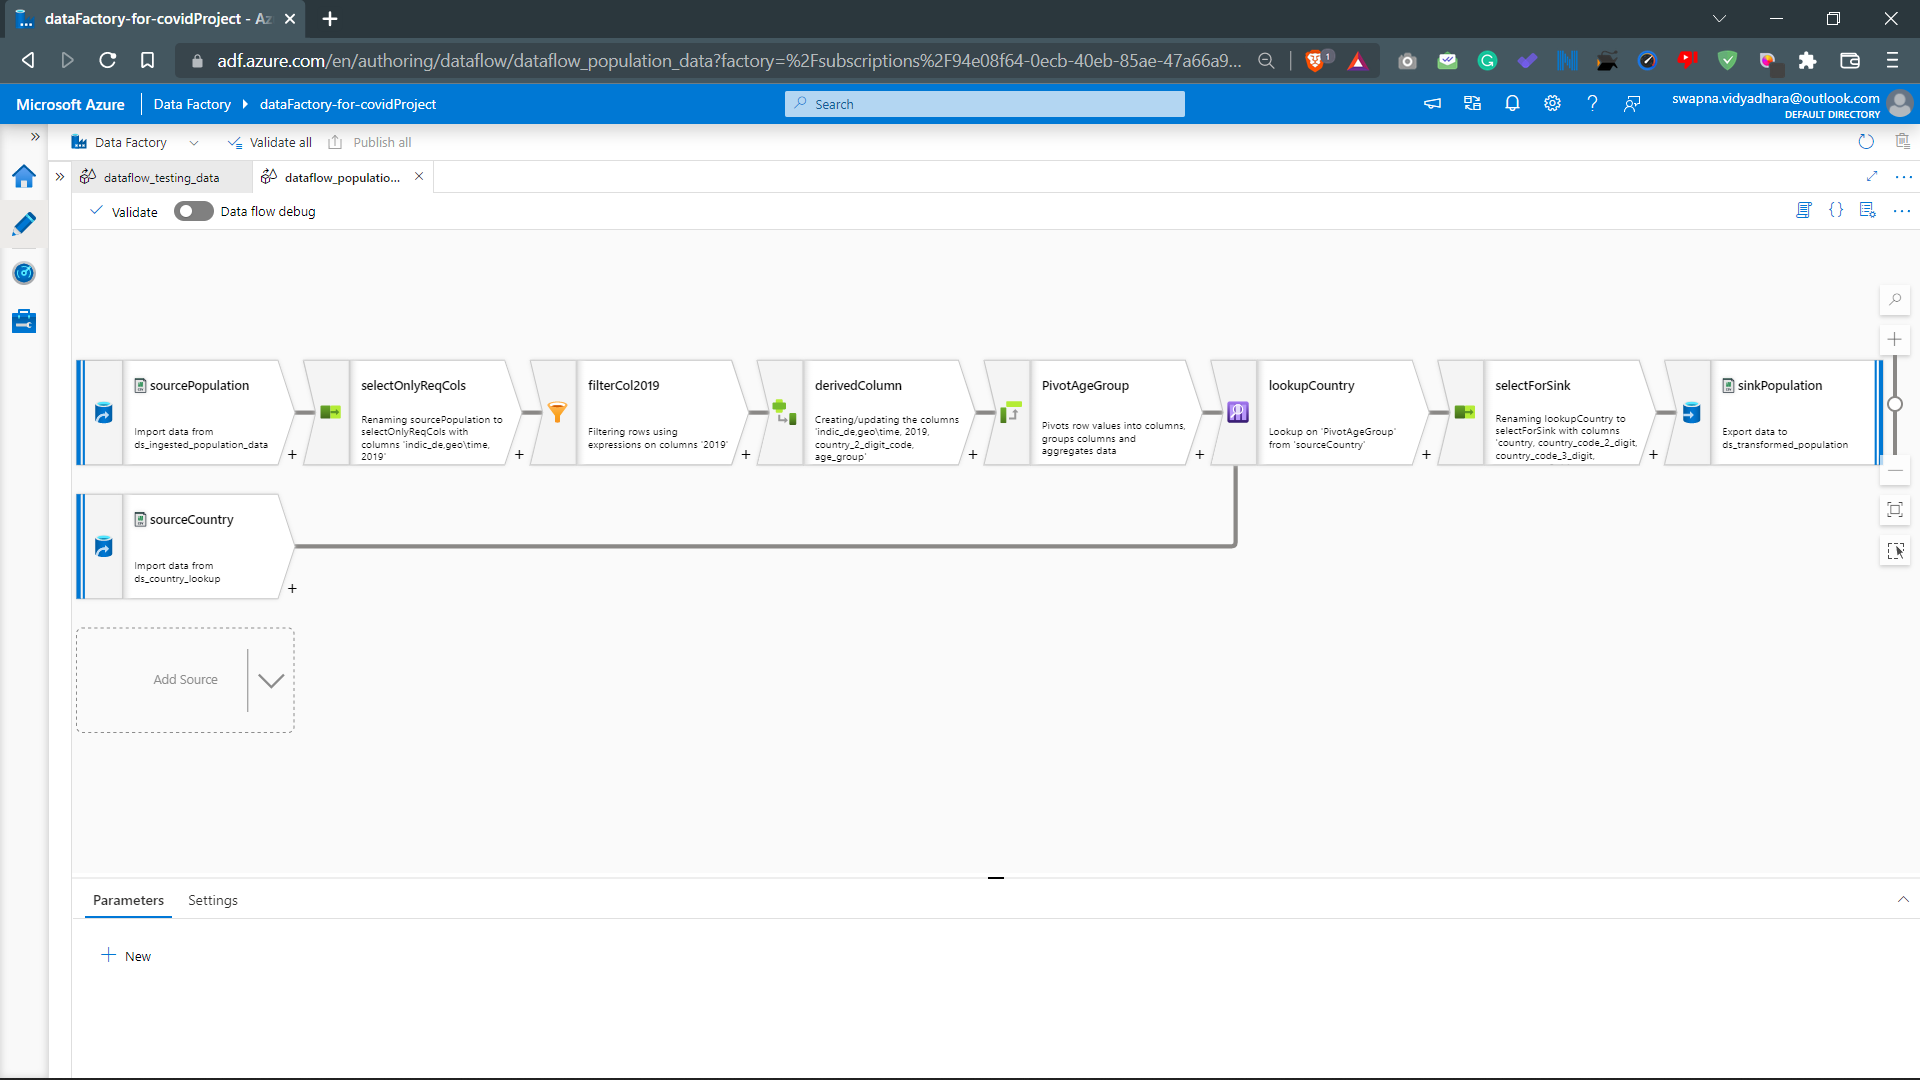 dataFactory-for-covidProject - Az
adf.azure.com/en/authoring/dataflow/dataflow_population_data?factory=%2Fsubscriptions%2F94e08f64-0ecb-40eb-85ae-47a66a9...
1
Microsoft Azure
Data Factory
dataFactory-for-covidProject
Search
swapna.vidyadhara@outlook.com
DEFAULT DIRECTORY
Data Factory
Validate all
Publish all
dataflow_testing_data
dataflow_populatio...
Validate
Data flow debug
sourcePopulation
Import data from
ds_ingested_population_data
selectOnlyReqCols
Renaming sourcePopulation to
selectOnlyReqCols with
columns 'indic_de,geo\time,
2019'
filterCol2019
Filtering rows using
expressions on columns '2019'
derivedColumn
Creating/updating the columns
'indic_de,geo\time, 2019,
country_2_digit_code,
age_group'
PivotAgeGroup
Pivots row values into columns,
groups columns and
aggregates data
lookupCountry
Lookup on 'PivotAgeGroup'
from 'sourceCountry'
selectForSink
Renaming lookupCountry to
selectForSink with columns
'country, country_code_2_digit,
country_code_3_digit,
sinkPopulation
Export data to
ds_transformed_population
sourceCountry
Import data from
ds_country_lookup
Add Source
Parameters
Settings
New